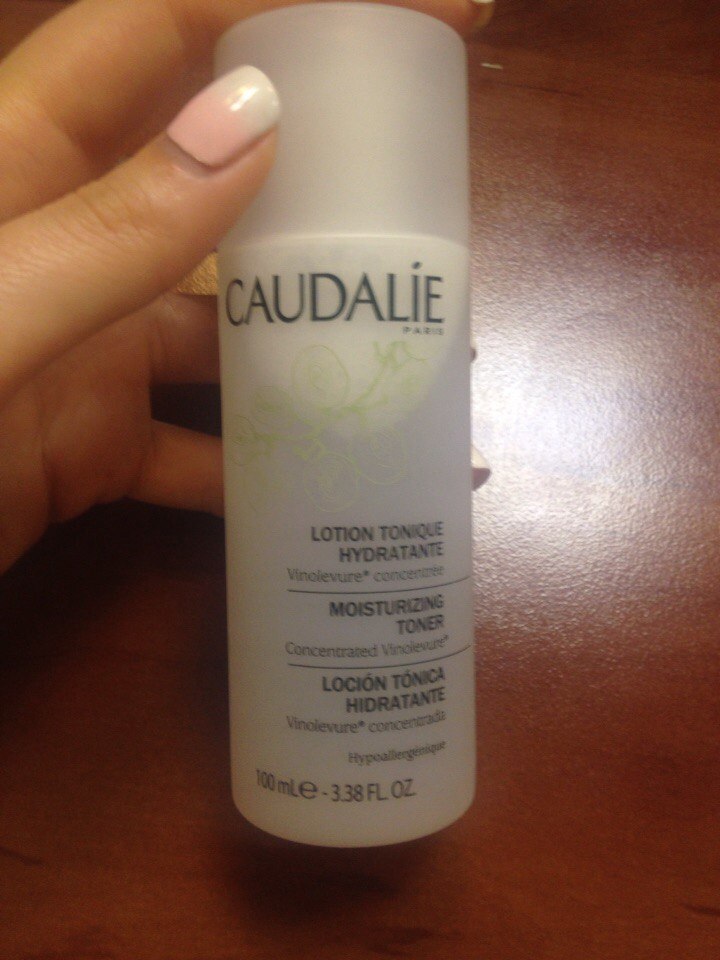 CAUDALÍE
PARIS
LOTION TONIQUE
HYDRATANTE
Vinolevure* concentrée
MOISTURIZING
TONER
Concentrated Vinolevure*
LOCIÓN TÓNICA
HIDRATANTE
Vinolevure* concentrada
Hypoallergénique
100 mL℮ - 3.38 FL. OZ.